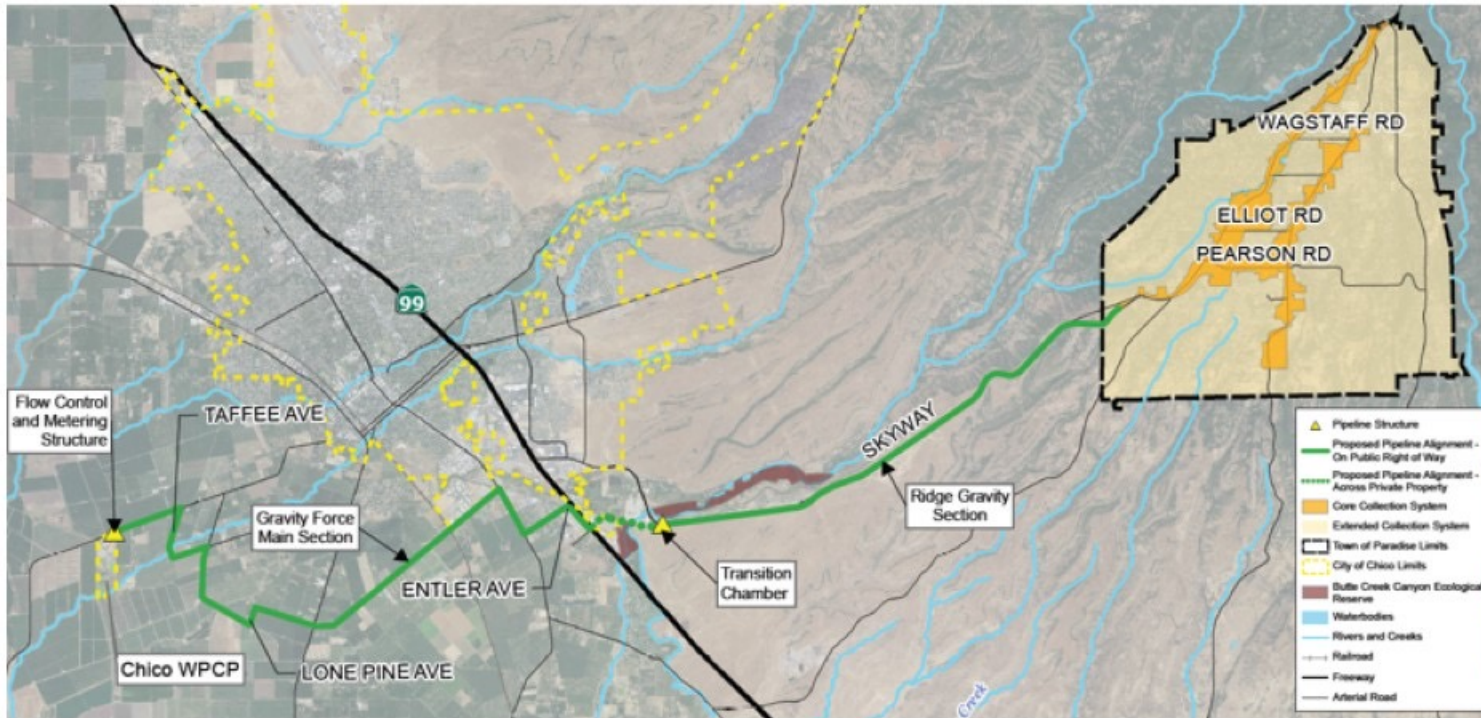 WAGSTAFF RD
ELLIOT RD
PEARSON RD
99
SKYWAY
Flow Control
and Metering
Structure
TAFFEE AVE
Gravity Force
Main Section
ENTLER AVE
Ridge Gravity
Section
Transition
Chamber
Chico WPCP
LONE PINE AVE
Creek
Pipeline Structure
Proposed Pipeline Alignment -
On Public Right of Way
Proposed Pipeline Alignment -
Across Private Property
Core Collection System
Extended Collection System
Town of Paradise Limits
City of Chico Limits
Butte Creek Canyon Ecological
Reserve
Waterbodies
Rivers and Creeks
Railroad
Freeway
Arterial Road